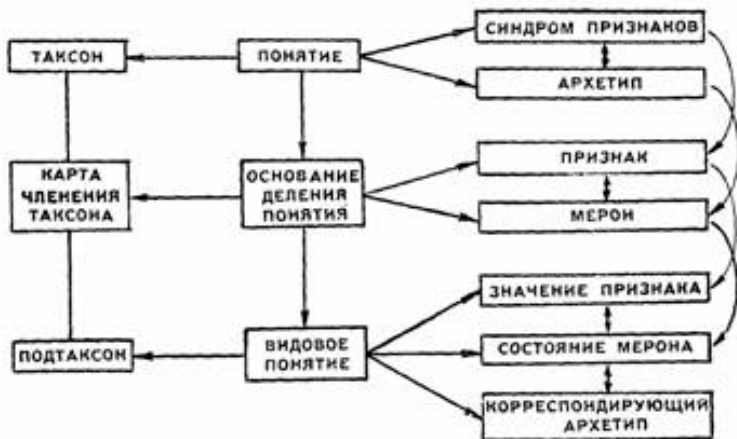 СИНДРОМ ПРИЗНАКОВ
ТАКСОН
ПОНЯТИЕ
АРХЕТИП
КАРТА
ЧЛЕНЕНИЯ
ТАКСОНА
ОСНОВАНИЕ
ДЕЛЕНИЯ
ПОНЯТИЯ
ПРИЗНАК
МЕРОН
ЗНАЧЕНИЕ ПРИЗНАКА
ПОДТАКСОН
ВИДОВОЕ
ПОНЯТИЕ
СОСТОЯНИЕ МЕРОНА
КОРРЕСПОНДИРУЮЩИЙ
АРХЕТИП